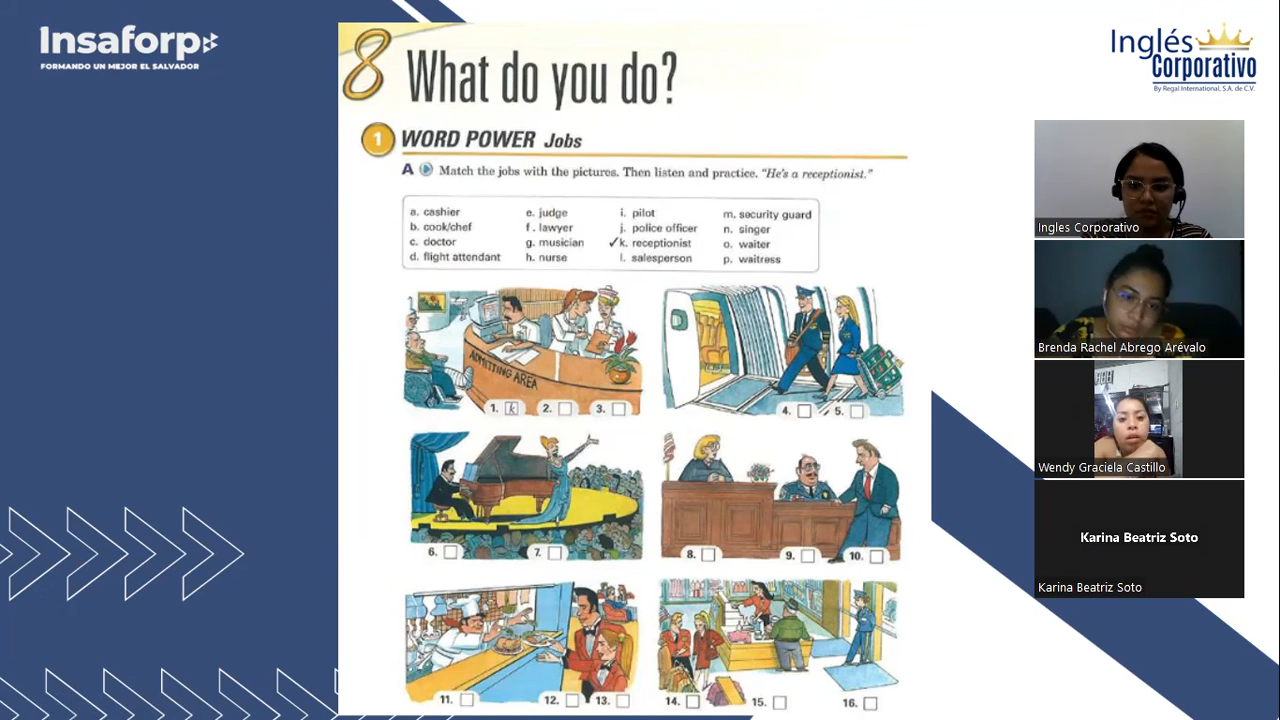 Insaforp
FORMANDO UN MEJOR EL SALVADOR
8 What do you do?
1 WORD POWER Jobs
A Match the jobs with the pictures. Then listen and practice. "He's a receptionist."
a. cashier
b. cook/chef
c. doctor
d. flight attendant
e. judge
f. lawyer
g. musician
h. nurse
i. pilot
j. police officer
✓k. receptionist
l. salesperson
m. security guard
n. singer
o. waiter
p. waitress
ADMITTING AREA
1. k 2. 3.
4. 5.
6. 7.
8. 9. 10.
11. 12. 13.
14. 15. 16.
Inglés
Corporativo
By Regal International, S.A. de C.V.
Ingles Corporativo
Brenda Rachel Abrego Arévalo
Wendy Graciela Castillo
Karina Beatriz Soto
Karina Beatriz Soto